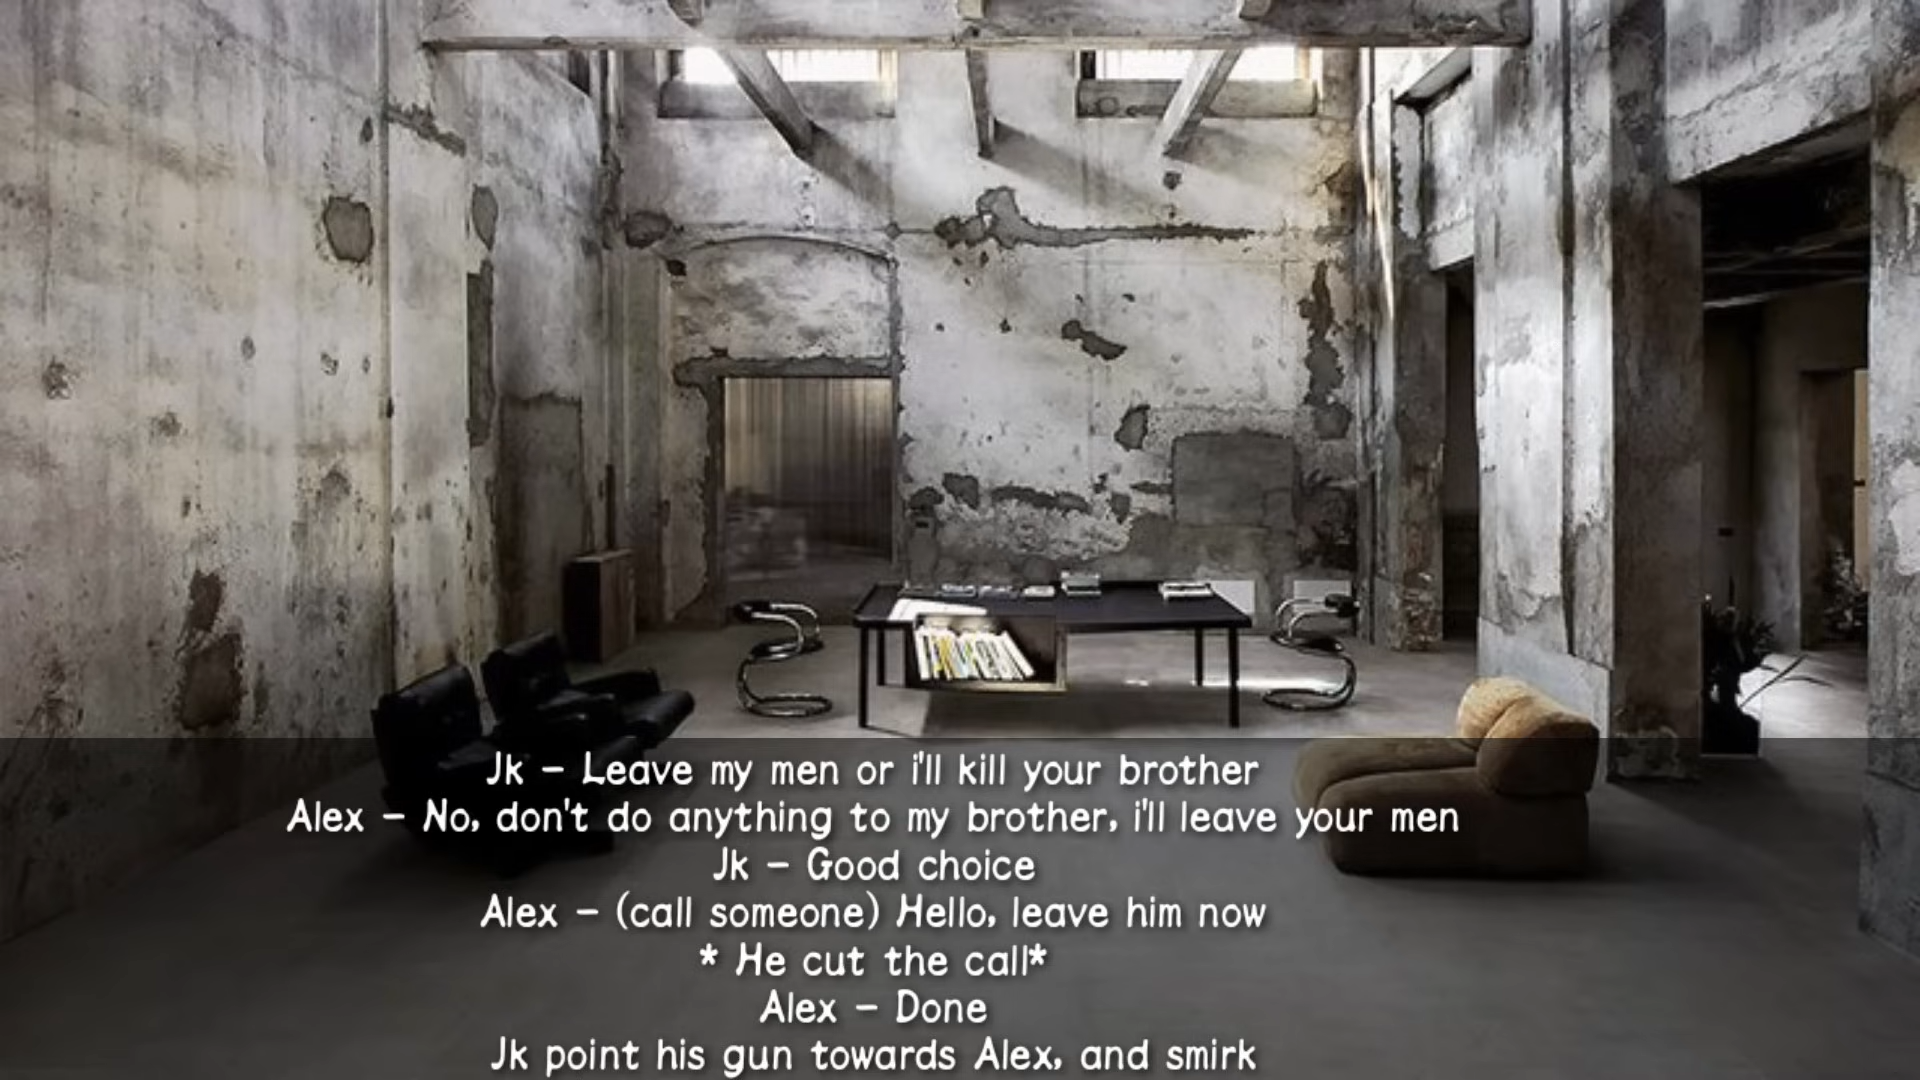 Jk - Leave my men or i'll kill your brother
Alex - No, don't do anything to my brother, i'll leave your men
Jk - Good choice
Alex - (call someone) Hello, leave him now
* He cut the call*
Alex - Done
Jk point his gun towards Alex, and smirk